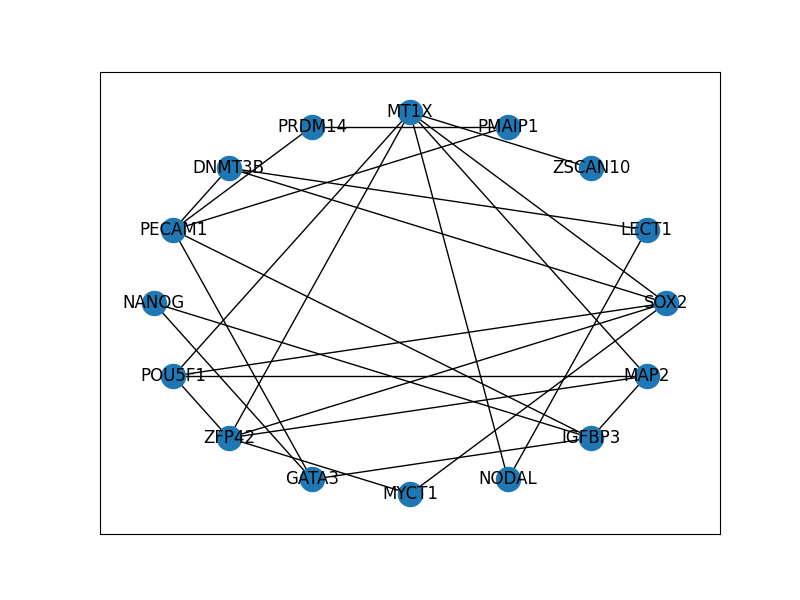 MT1X
PRDM14
PMAIP1
DNMT3B
ZSCAN10
PECAM1
LECT1
NANOG
SOX2
POU5F1
MAP2
ZFP42
IGFBP3
GATA3
NODAL
MYCT1